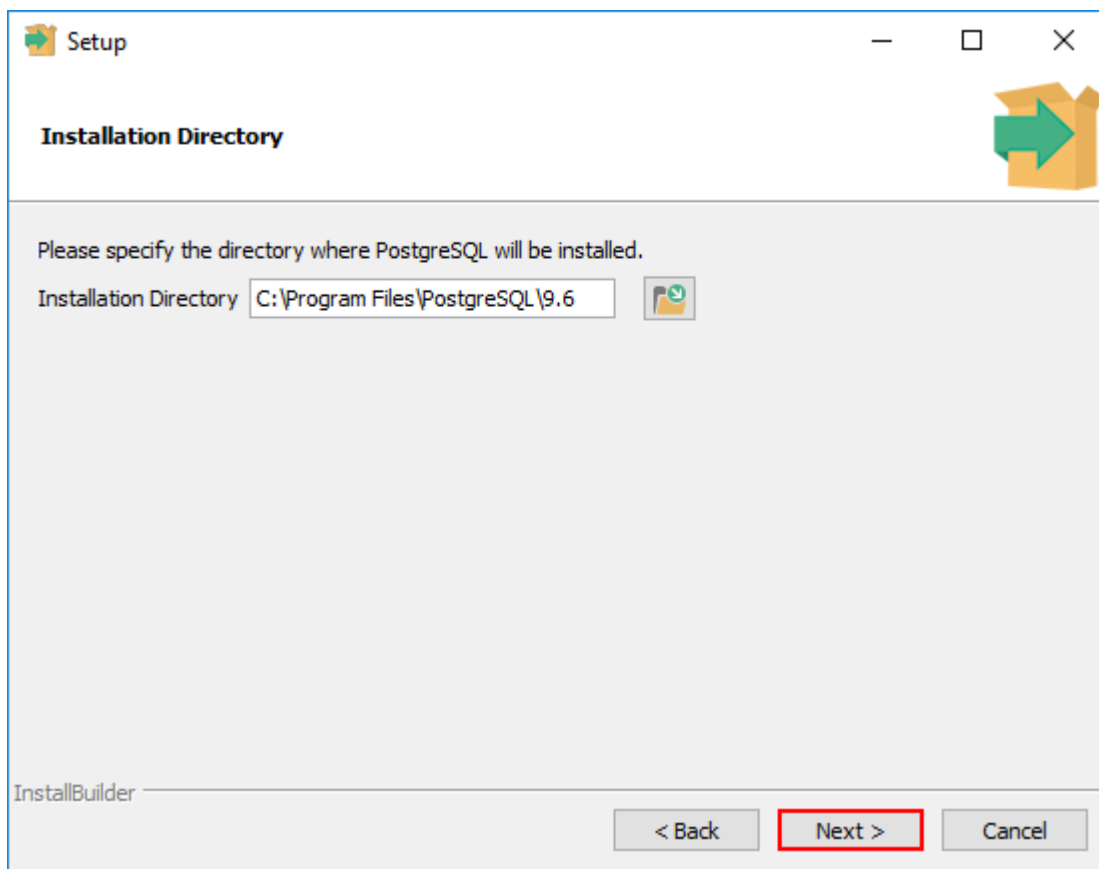 Setup
Installation Directory
Please specify the directory where PostgreSQL will be installed.
Installation Directory C:\Program Files\PostgreSQL\9.6
InstallBuilder
< Back Next > Cancel